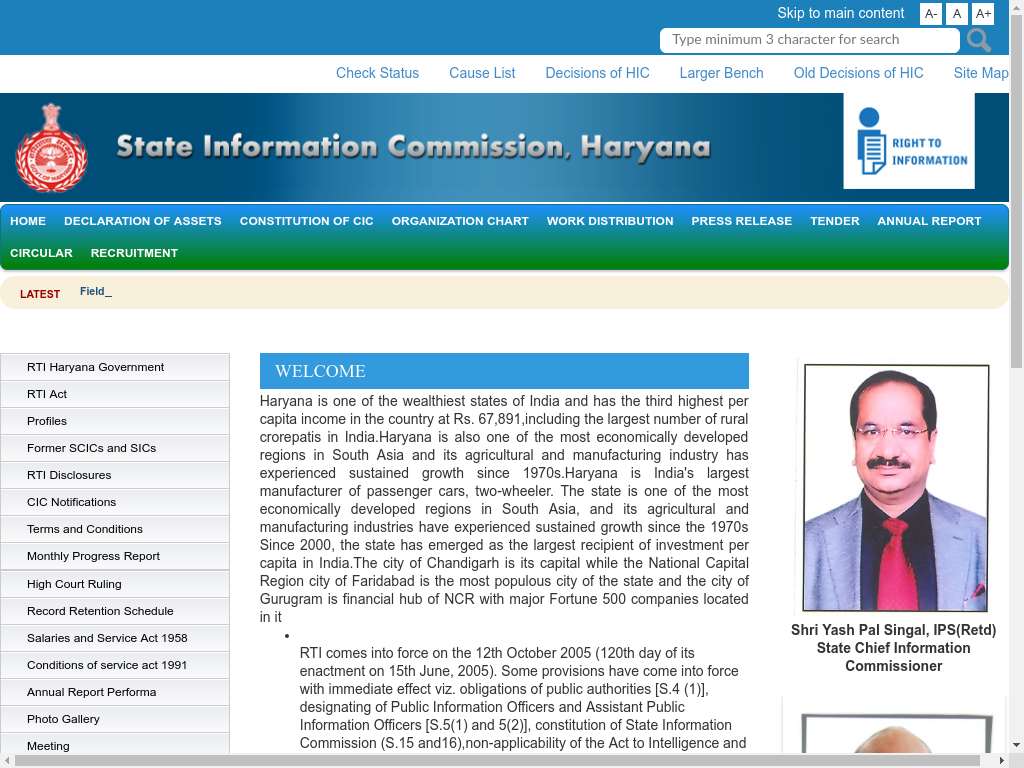 Skip to main content A- A A+
Type minimum 3 character for search
Check Status Cause List Decisions of HIC Larger Bench Old Decisions of HIC Site Map
State Information Commission, Haryana
RIGHT TO
INFORMATION
HOME DECLARATION OF ASSETS CONSTITUTION OF CIC ORGANIZATION CHART WORK DISTRIBUTION PRESS RELEASE TENDER ANNUAL REPORT
CIRCULAR RECRUITMENT
LATEST Field_
RTI Haryana Government
RTI Act
Profiles
Former SCICs and SICs
RTI Disclosures
CIC Notifications
Terms and Conditions
Monthly Progress Report
High Court Ruling
Record Retention Schedule
Salaries and Service Act 1958
Conditions of service act 1991
Annual Report Performa
Photo Gallery
Meeting
WELCOME
Haryana is one of the wealthiest states of India and has the third highest per
capita income in the country at Rs. 67,891,including the largest number of rural
crorepatis in India.Haryana is also one of the most economically developed
regions in South Asia and its agricultural and manufacturing industry has
experienced sustained growth since 1970s.Haryana is India's largest
manufacturer of passenger cars, two-wheeler. The state is one of the most
economically developed regions in South Asia, and its agricultural and
manufacturing industries have experienced sustained growth since the 1970s
Since 2000, the state has emerged as the largest recipient of investment per
capita in India.The city of Chandigarh is its capital while the National Capital
Region city of Faridabad is the most populous city of the state and the city of
Gurugram is financial hub of NCR with major Fortune 500 companies located
in it
•
RTI comes into force on the 12th October 2005 (120th day of its
enactment on 15th June, 2005). Some provisions have come into force
with immediate effect viz. obligations of public authorities [S.4 (1)],
designating of Public Information Officers and Assistant Public
Information Officers [S.5(1) and 5(2)], constitution of State Information
Commission (S.15 and16),non-applicability of the Act to Intelligence and
Shri Yash Pal Singal, IPS(Retd)
State Chief Information
Commissioner